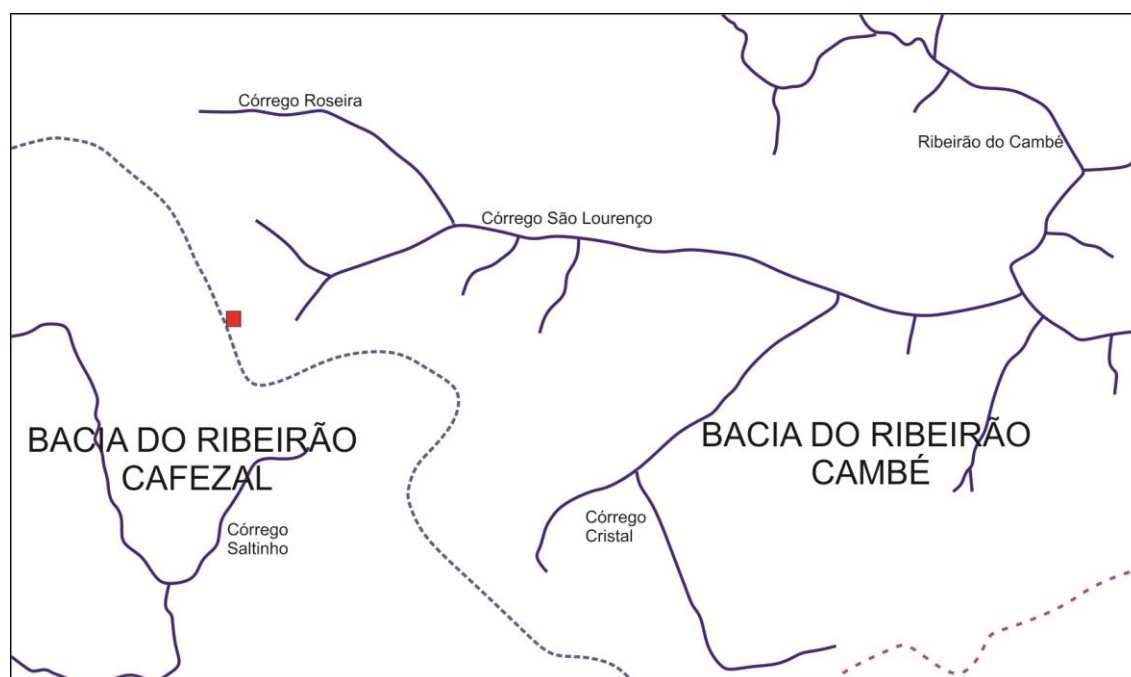 Córrego Roseira
Ribeirão do Cambé
Córrego São Lourenço
BACIA DO RIBEIRÃO
CAFEZAL
BACIA DO RIBEIRÃO
CAMBÉ
Córrego
Saltinho
Córrego
Cristal